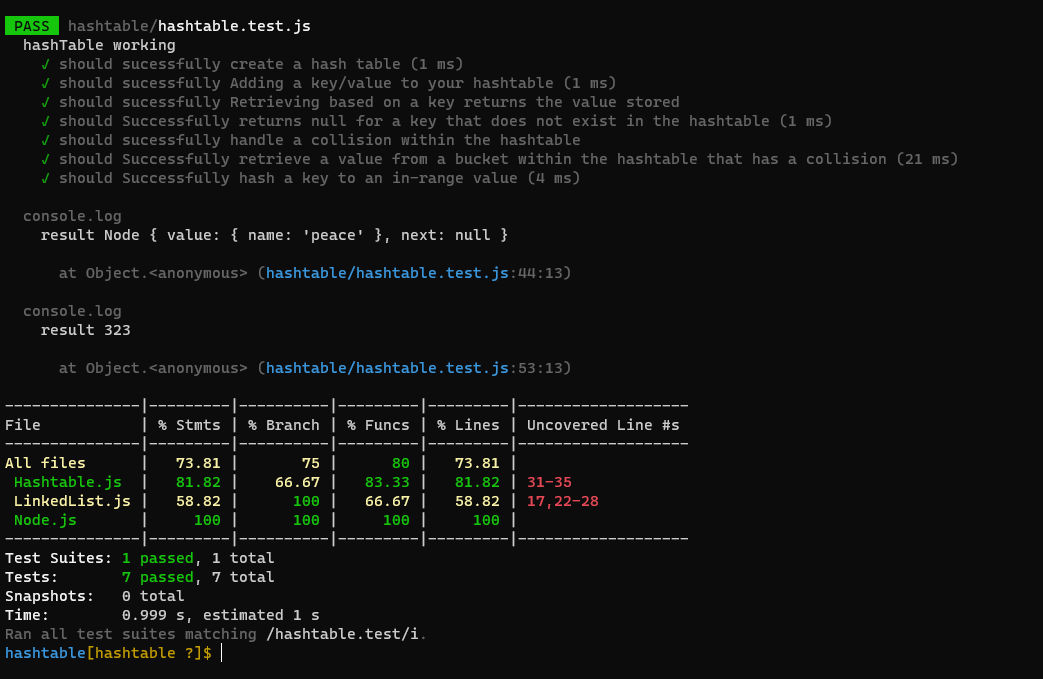 PASS hashtable/hashtable.test.js
hashTable working
✓ should sucessfully create a hash table (1 ms)
✓ should sucessfully Adding a key/value to your hashtable (1 ms)
✓ should sucessfully Retrieving based on a key returns the value stored
✓ should Successfully returns null for a key that does not exist in the hashtable (1 ms)
✓ should sucessfully handle a collision within the hashtable
✓ should Successfully retrieve a value from a bucket within the hashtable that has a collision (21 ms)
✓ should Successfully hash a key to an in-range value (4 ms)
console.log
result Node { value: { name: 'peace' }, next: null }
at Object.<anonymous> (hashtable/hashtable.test.js:44:13)
console.log
result 323
at Object.<anonymous> (hashtable/hashtable.test.js:53:13)
---------------|---------|----------|---------|---------|-------------------
File           | % Stmts | % Branch | % Funcs | % Lines | Uncovered Line #s
---------------|---------|----------|---------|---------|-------------------
All files      |   73.81 |       75 |      80 |   73.81 |
 Hashtable.js  |   81.82 |    66.67 |   83.33 |   81.82 | 31-35
 LinkedList.js |   58.82 |      100 |   66.67 |   58.82 | 17,22-28
 Node.js       |     100 |      100 |     100 |     100 |
---------------|---------|----------|---------|---------|-------------------
Test Suites: 1 passed, 1 total
Tests:       7 passed, 7 total
Snapshots:   0 total
Time:        0.999 s, estimated 1 s
Ran all test suites matching /hashtable.test/i.
hashtable[hashtable ?]$